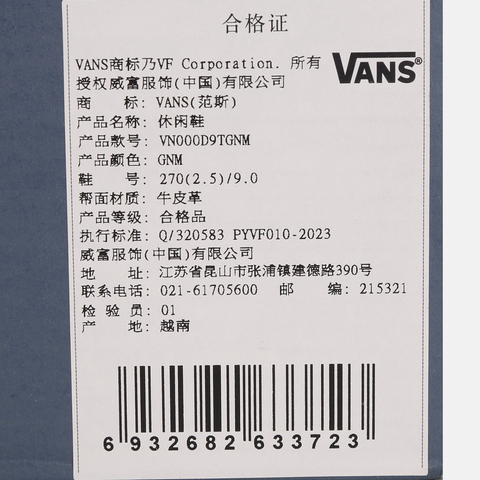 合格证
VANS商标乃VF Corporation. 所有
VANS®
授权威富服饰(中国)有限公司
商 标: VANS(范斯)
产品名称: 休闲鞋
产品款号: VN000D9TGNM
产品颜色: GNM
鞋 号: 270(2.5)/9.0
帮面材质: 牛皮革
产品等级: 合格品
执行标准: Q/320583 PYVF010-2023
威富服饰(中国)有限公司
地 址: 江苏省昆山市张浦镇建德路390号
联系电话: 021-61705600 邮 编: 215321
检 验 员: 01
产 地: 越南
6 932682 633723